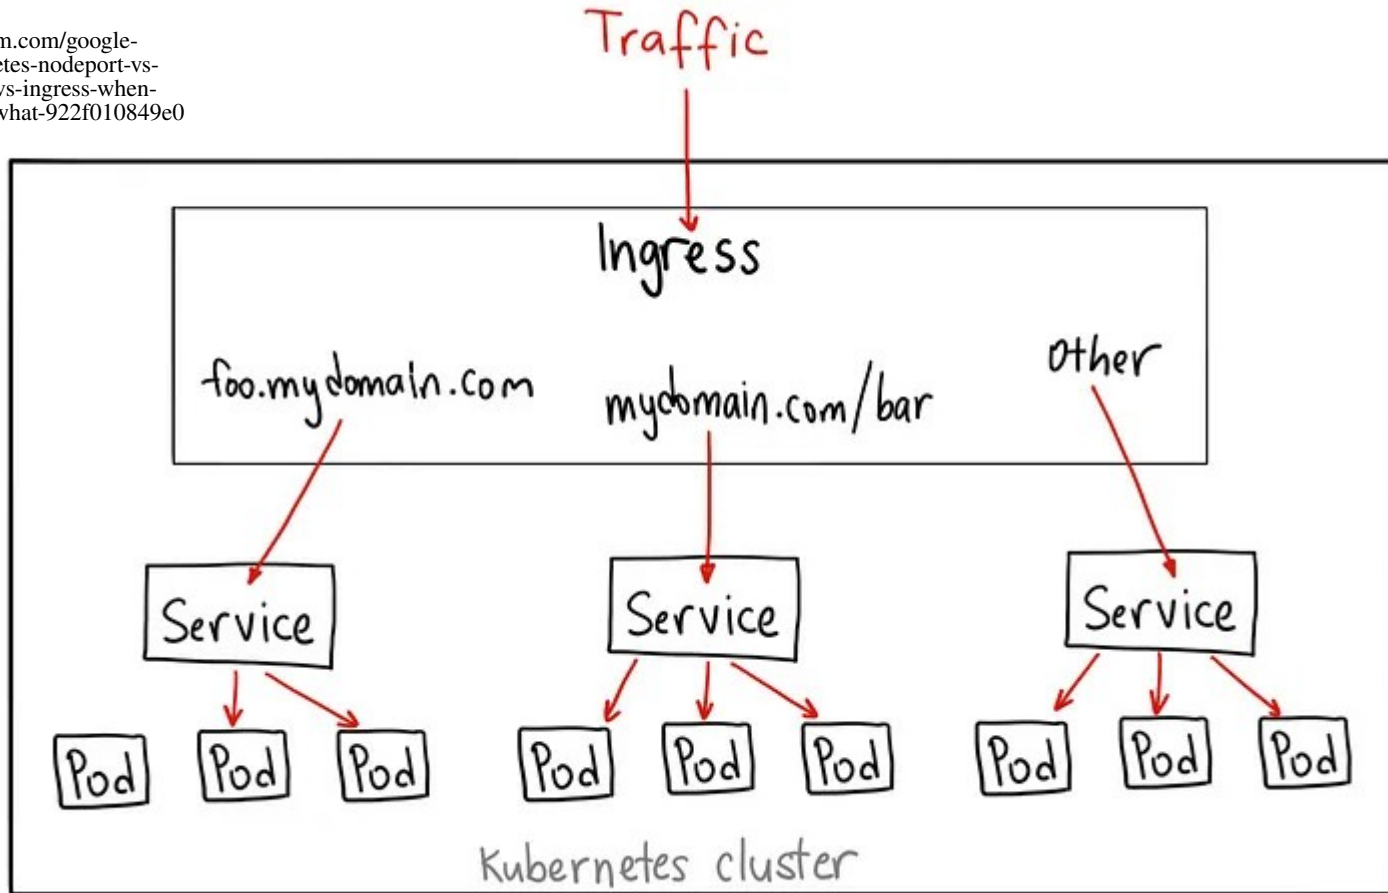 m.com/google-
etes-nodeport-vs-
vs-ingress-when-
what-922f010849e0
Traffic
Ingress
foo.mydomain.com
mydomain.com/bar
Other
Service
Service
Service
Pod
Pod
Pod
Pod
Pod
Pod
Pod
Pod
Pod
Kubernetes cluster